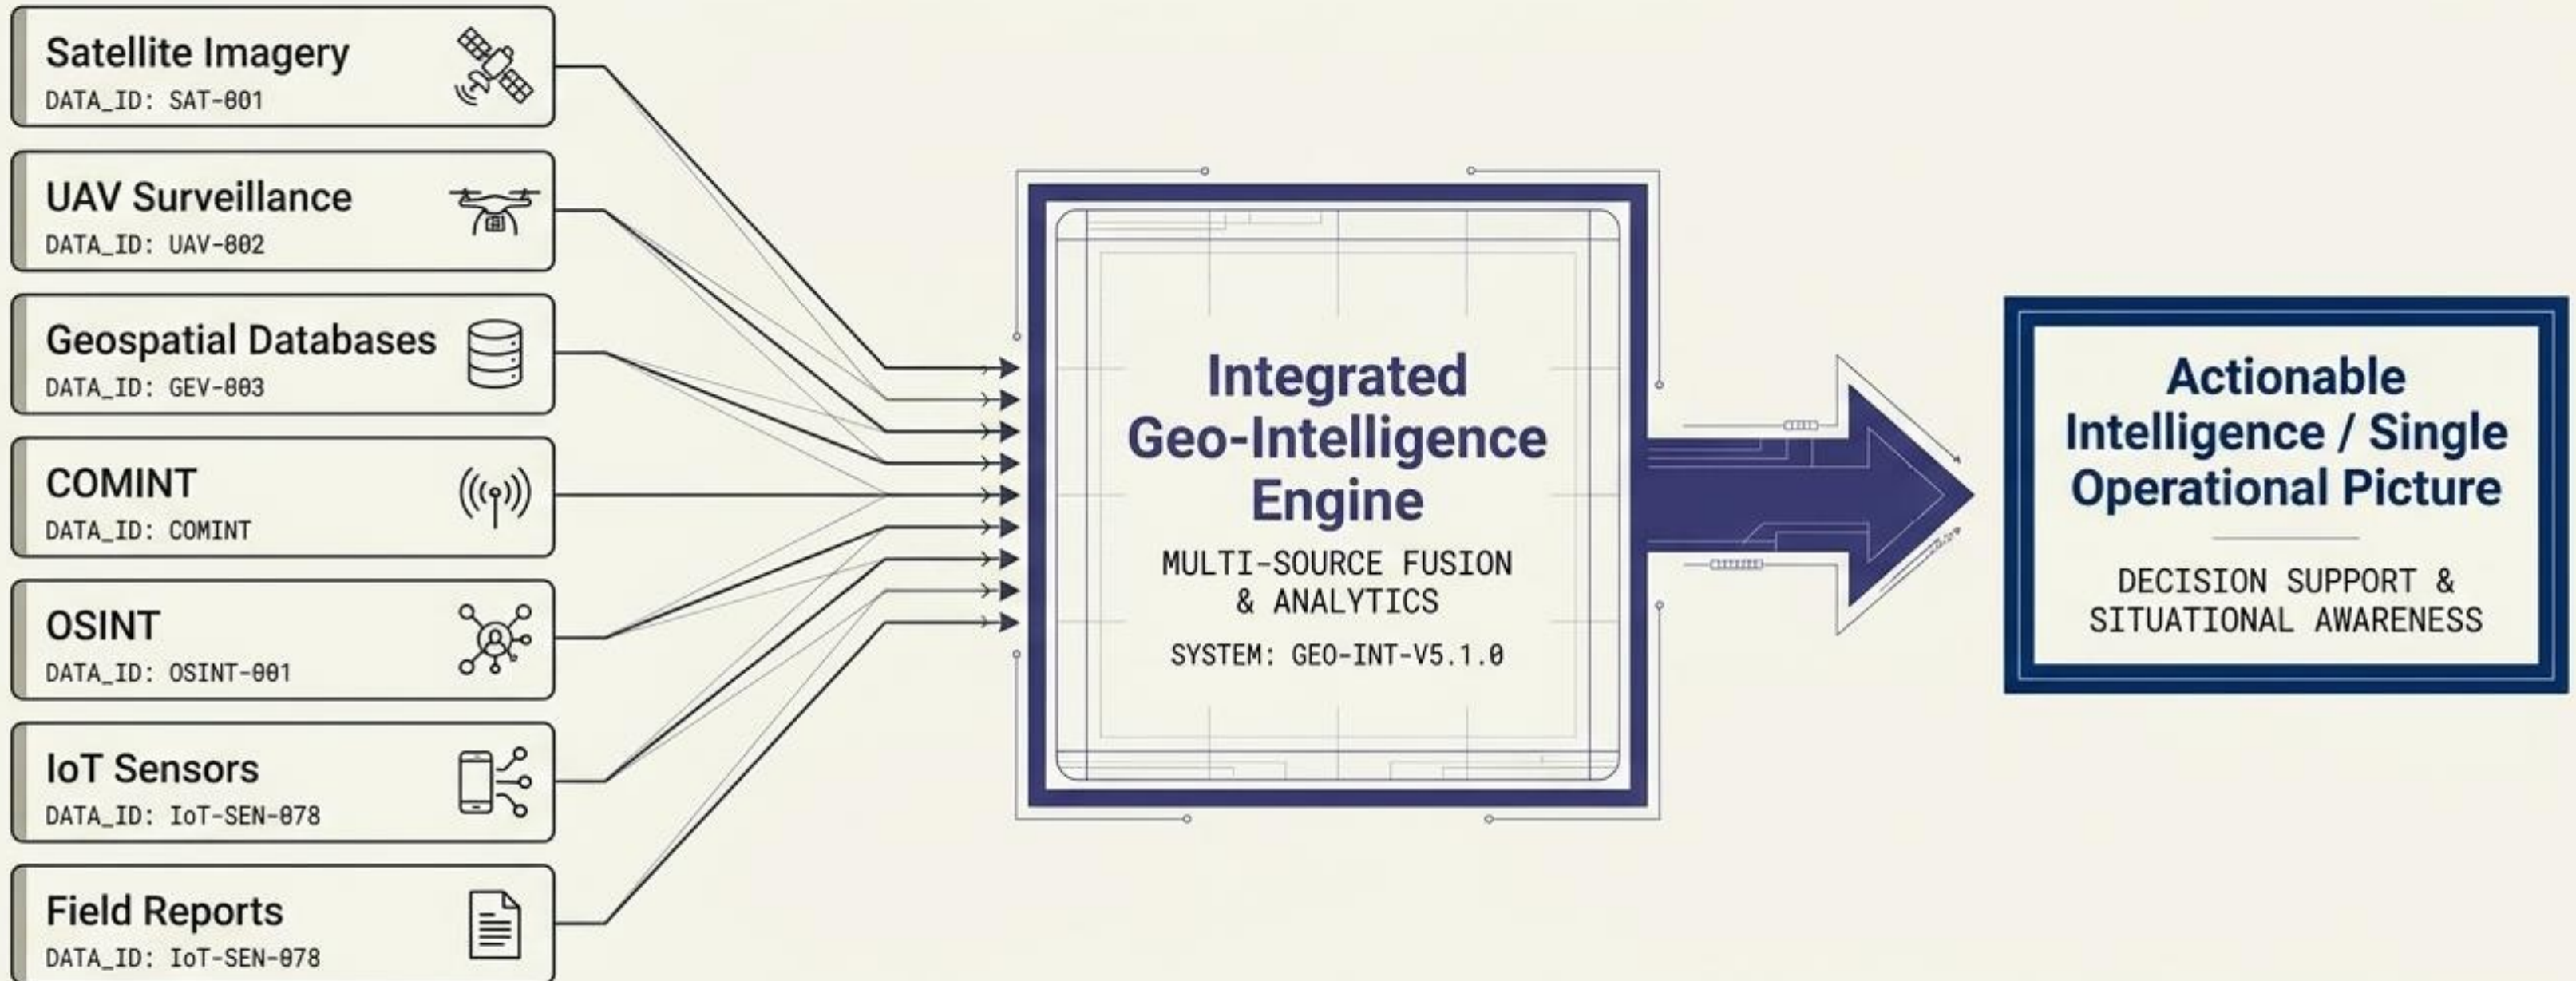 Satellite Imagery
DATA_ID: SAT-001
UAV Surveillance
DATA_ID: UAV-802
Geospatial Databases
DATA_ID: GEV-003
COMINT
DATA_ID: COMINT
OSINT
DATA_ID: OSINT-001
IoT Sensors
DATA_ID: IoT-SEN-078
Field Reports
DATA_ID: IoT-SEN-078
Integrated
Geo-Intelligence
Engine
MULTI-SOURCE FUSION
& ANALYTICS
SYSTEM: GEO-INT-V5.1.0
Actionable
Intelligence / Single
Operational Picture
DECISION SUPPORT &
SITUATIONAL AWARENESS